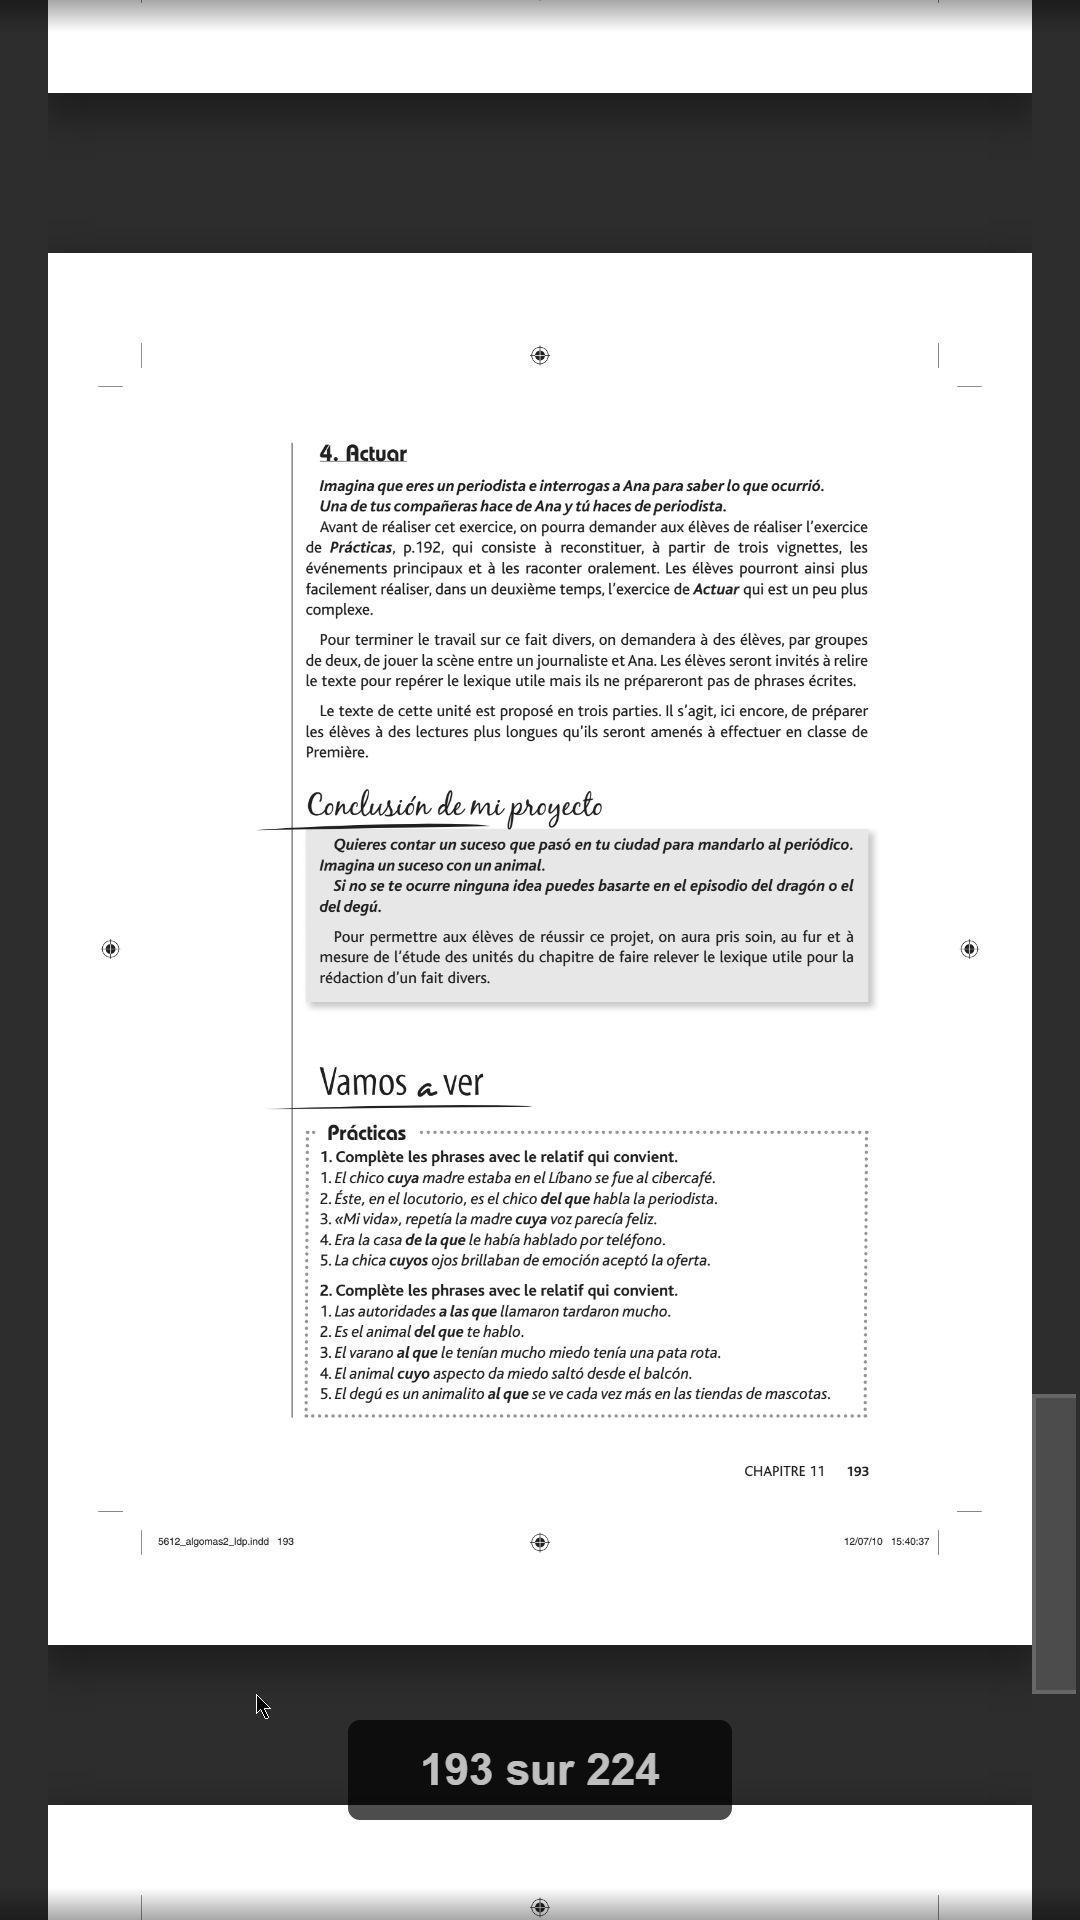 4. Actuar
Imagina que eres un periodista e interrogas a Ana para saber lo que ocurrió.
Una de tus compañeras hace de Ana y tú haces de periodista.
Avant de réaliser cet exercice, on pourra demander aux élèves de réaliser l'exercice
de Prácticas, p.192, qui consiste à reconstituer, à partir de trois vignettes, les
événements principaux et à les raconter oralement. Les élèves pourront ainsi plus
facilement réaliser, dans un deuxième temps, l'exercice de Actuar qui est un peu plus
complexe.
Pour terminer le travail sur ce fait divers, on demandera à des élèves, par groupes
de deux, de jouer la scène entre un journaliste et Ana. Les élèves seront invités à relire
le texte pour repérer le lexique utile mais ils ne prépareront pas de phrases écrites.
Le texte de cette unité est proposé en trois parties. Il s'agit, ici encore, de préparer
les élèves à des lectures plus longues qu'ils seront amenés à effectuer en classe de
Première.
Conclusión de mi proyecto
Quieres contar un suceso que pasó en tu ciudad para mandarlo al periódico.
Imagina un suceso con un animal.
Si no se te ocurre ninguna idea puedes basarte en el episodio del dragón o el
del degú.
Pour permettre aux élèves de réussir ce projet, on aura pris soin, au fur et à
mesure de l'étude des unités du chapitre de faire relever le lexique utile pour la
rédaction d'un fait divers.
Vamos a ver
Prácticas
1. Complète les phrases avec le relatif qui convient.
1. El chico cuya madre estaba en el Líbano se fue al cibercafé.
2. Éste, en el locutorio, es el chico del que habla la periodista.
3. «Mi vida», repetía la madre cuya voz parecía feliz.
4. Era la casa de la que le había hablado por teléfono.
5. La chica cuyos ojos brillaban de emoción aceptó la oferta.
2. Complète les phrases avec le relatif qui convient.
1. Las autoridades a las que llamaron tardaron mucho.
2. Es el animal del que te hablo.
3. El varano al que le tenían mucho miedo tenía una pata rota.
4. El animal cuyo aspecto da miedo saltó desde el balcón.
5. El degú es un animalito al que se ve cada vez más en las tiendas de mascotas.
CHAPITRE 11 193
5612_algomas2_ldp.indd 193 12/07/10 15:40:37
193 sur 224